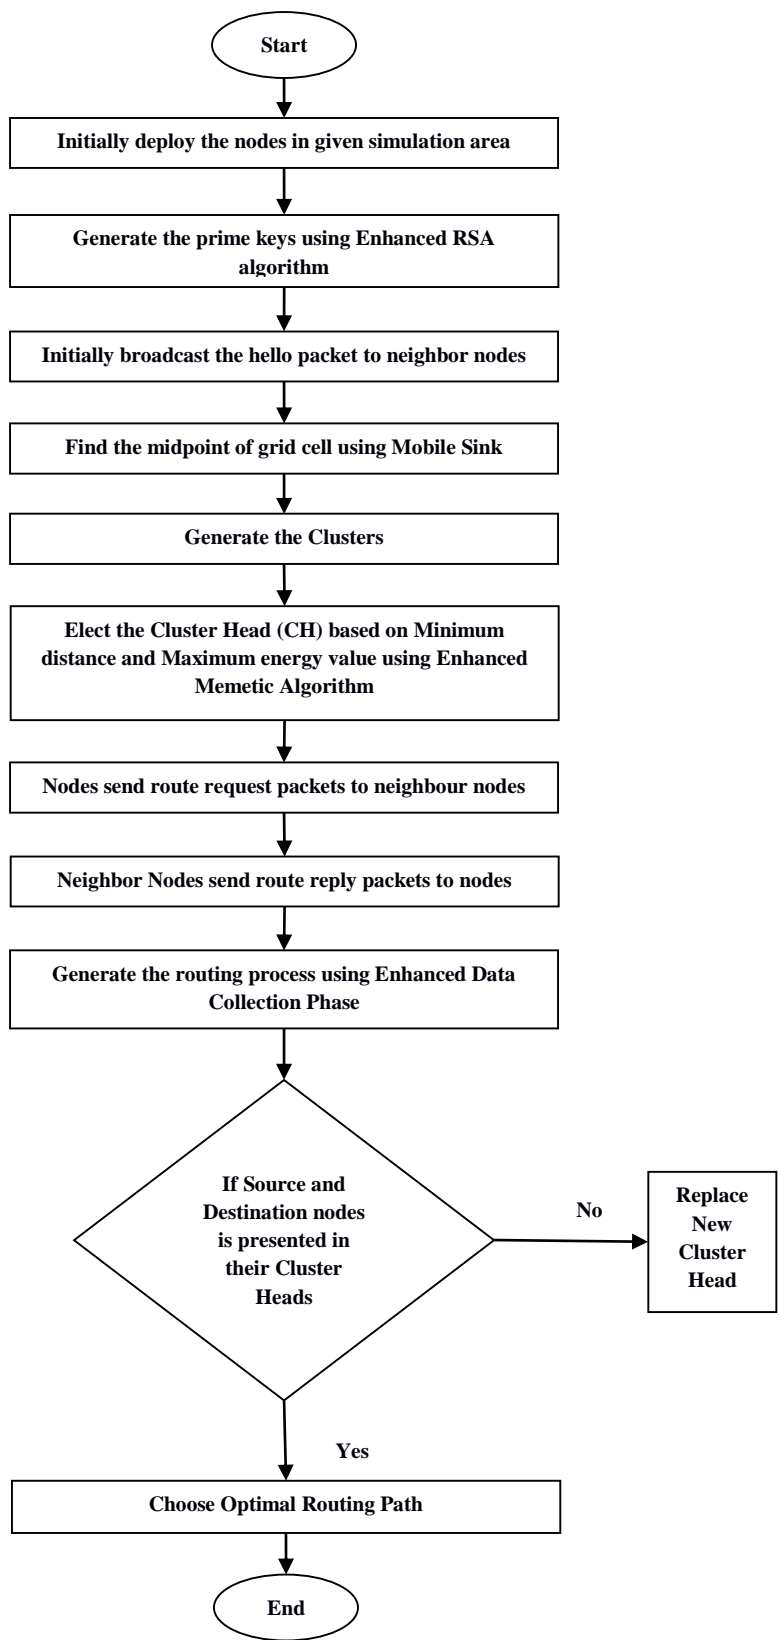 Start
Initially deploy the nodes in given simulation area
Generate the prime keys using Enhanced RSA
algorithm
Initially broadcast the hello packet to neighbor nodes
Find the midpoint of grid cell using Mobile Sink
Generate the Clusters
Elect the Cluster Head (CH) based on Minimum
distance and Maximum energy value using Enhanced
Memetic Algorithm
Nodes send route request packets to neighbour nodes
Neighbor Nodes send route reply packets to nodes
Generate the routing process using Enhanced Data
Collection Phase
If Source and
Destination nodes
is presented in
their Cluster
Heads
No
Replace
New
Cluster
Head
Yes
Choose Optimal Routing Path
End